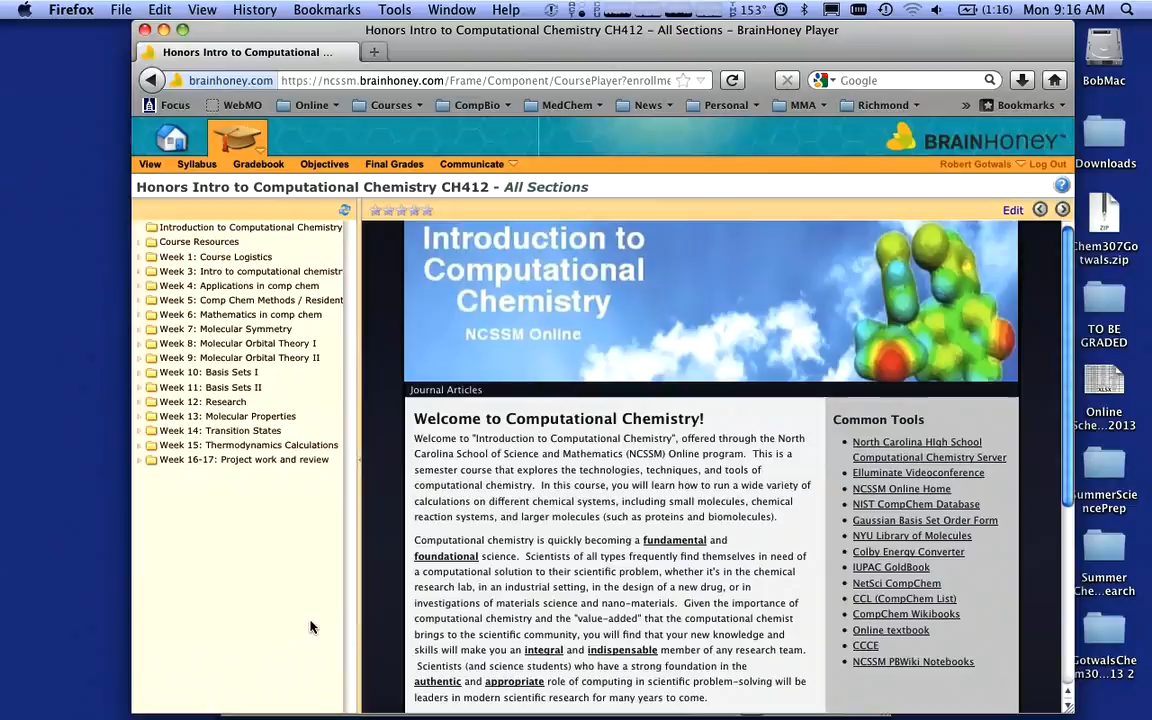 Firefox File Edit View History Bookmarks Tools Window Help 153° (1:16) Mon 9:16 AM
Honors Intro to Computational Chemistry CH412 – All Sections – BrainHoney Player
Honors Intro to Computational ...
brainhoney.com https://ncssm.brainhoney.com/Frame/Component/CoursePlayer?enrollme Google
Focus WebMO Online Courses CompBio MedChem News Personal MMA Richmond » Bookmarks
BRAINHONEY™
View Syllabus Gradebook Objectives Final Grades Communicate Robert Gotwals Log Out
Honors Intro to Computational Chemistry CH412 - All Sections
Edit
Introduction to Computational Chemistry
Course Resources
Week 1: Course Logistics
Week 3: Intro to computational chemistr
Week 4: Applications in comp chem
Week 5: Comp Chem Methods / Resident
Week 6: Mathematics in comp chem
Week 7: Molecular Symmetry
Week 8: Molecular Orbital Theory I
Week 9: Molecular Orbital Theory II
Week 10: Basis Sets I
Week 11: Basis Sets II
Week 12: Research
Week 13: Molecular Properties
Week 14: Transition States
Week 15: Thermodynamics Calculations
Week 16-17: Project work and review
Introduction to
Computational
Chemistry
NCSSM Online
Journal Articles
Welcome to Computational Chemistry!
Welcome to "Introduction to Computational Chemistry", offered through the North
Carolina School of Science and Mathematics (NCSSM) Online program. This is a
semester course that explores the technologies, techniques, and tools of
computational chemistry. In this course, you will learn how to run a wide variety of
calculations on different chemical systems, including small molecules, chemical
reaction systems, and larger molecules (such as proteins and biomolecules).
Computational chemistry is quickly becoming a fundamental and
foundational science. Scientists of all types frequently find themselves in need of
a computational solution to their scientific problem, whether it's in the chemical
research lab, in an industrial setting, in the design of a new drug, or in
investigations of materials science and nano-materials. Given the importance of
computational chemistry and the "value-added" that the computational chemist
brings to the scientific community, you will find that your new knowledge and
skills will make you an integral and indispensable member of any research team.
Scientists (and science students) who have a strong foundation in the
authentic and appropriate role of computing in scientific problem-solving will be
leaders in modern scientific research for many years to come.
Common Tools
North Carolina High School
Computational Chemistry Server
Elluminate Videoconference
NCSSM Online Home
NIST CompChem Database
Gaussian Basis Set Order Form
NYU Library of Molecules
Colby Energy Converter
IUPAC GoldBook
NetSci CompChem
CCL (CompChem List)
CompChem Wikibooks
Online textbook
CCCE
NCSSM PBWiki Notebooks
BobMac
Downloads
ZIP
Chem307Go
twals.zip
TO BE
GRADED
XLSX
Online
Sche...2013
SummerScie
ncePrep
Summer
Che...earch
GotwalsChe
m30...13 2